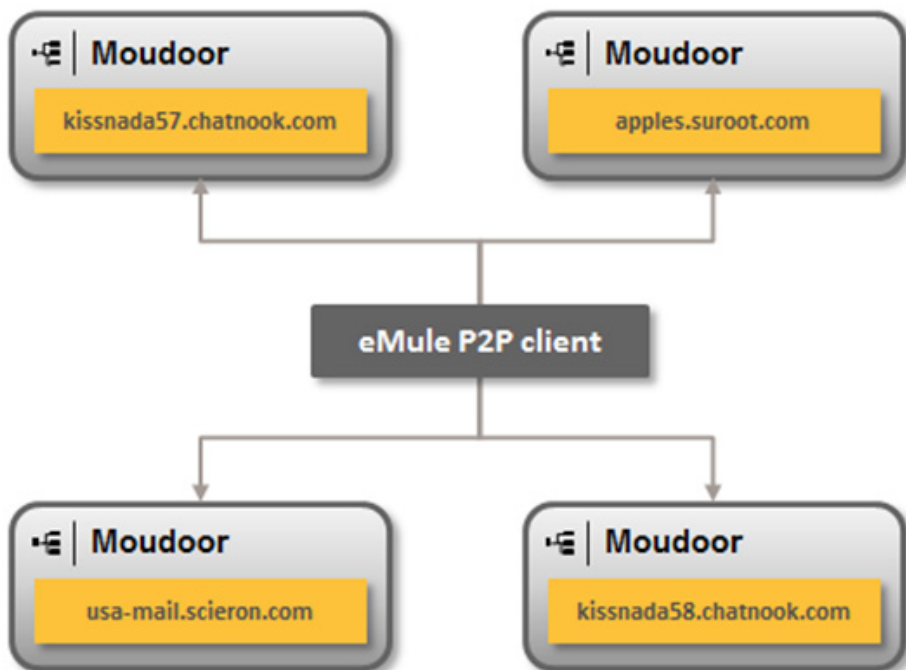 Moudoor
kissnada57.chatnook.com
Moudoor
apples.suroot.com
eMule P2P client
Moudoor
usa-mail.scieron.com
Moudoor
kissnada58.chatnook.com